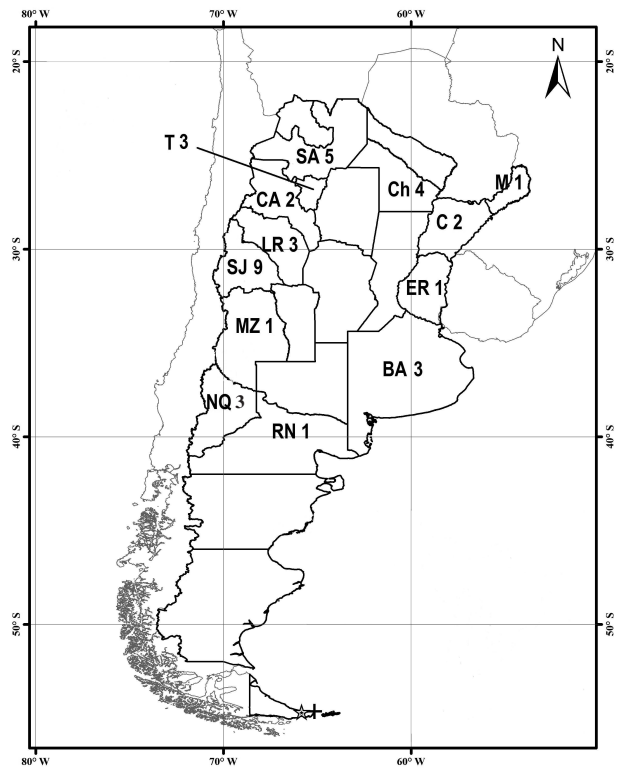 80° W 70° W 60° W
N
20° S 20° S
T 3
SA 5
Ch 4
M 1
CA 2
C 2
LR 3
30° S 30° S
SJ 9
ER 1
MZ 1
BA 3
NQ 3
RN 1
40° S 40° S
50° S 50° S
80° W 70° W 60° W